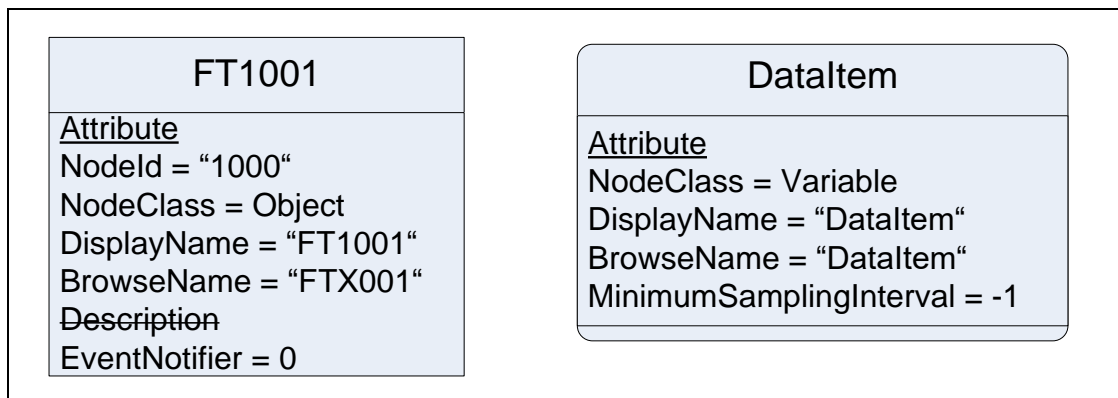 FT1001
Attribute
NodeId = “1000“
NodeClass = Object
DisplayName = “FT1001“
BrowseName = “FTX001“
Description
EventNotifier = 0
DataItem
Attribute
NodeClass = Variable
DisplayName = “DataItem“
BrowseName = “DataItem“
MinimumSamplingInterval = -1